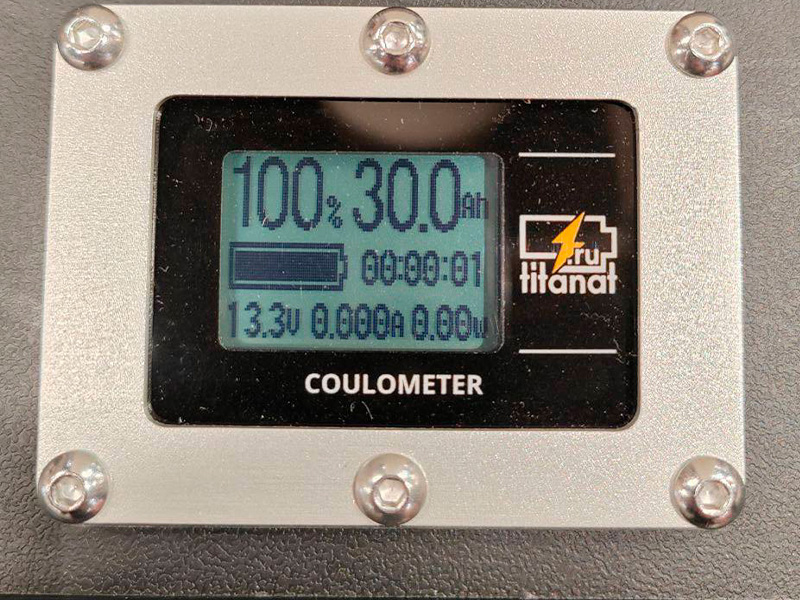 100% 30.0Ah
00:00:01
13.3V 0.000A 0.00W
.ru
titanat
COULOMETER